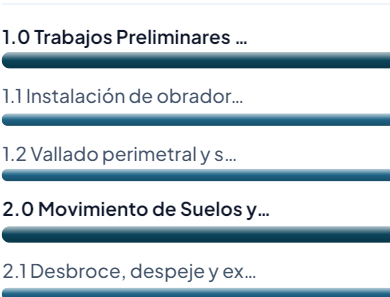 1.0 Trabajos Preliminares ...
1.1 Instalación de obrador...
1.2 Vallado perimetral y s...
2.0 Movimiento de Suelos y...
2.1 Desbroce, despeje y ex...